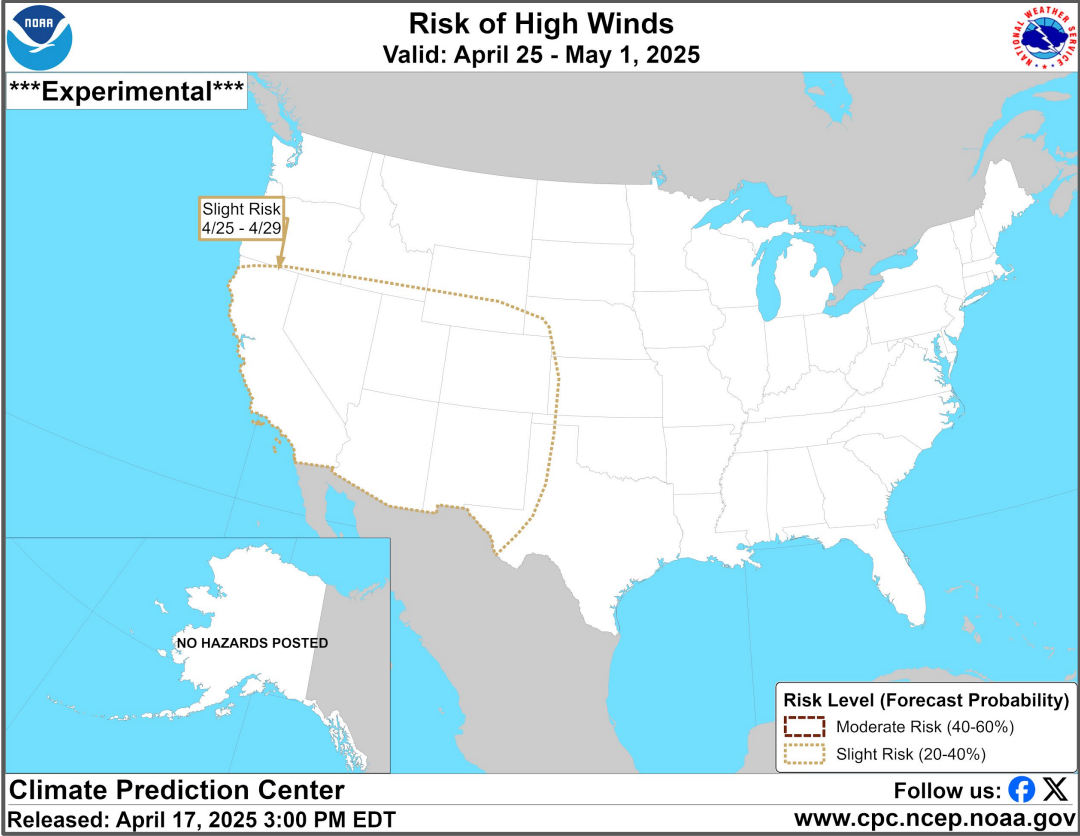 NOAA
Risk of High Winds
Valid: April 25 - May 1, 2025
NATIONAL WEATHER SERVICE
***Experimental***
Slight Risk
4/25 - 4/29
NO HAZARDS POSTED
Risk Level (Forecast Probability)
Moderate Risk (40-60%)
Slight Risk (20-40%)
Climate Prediction Center
Follow us:
Released: April 17, 2025 3:00 PM EDT
www.cpc.ncep.noaa.gov